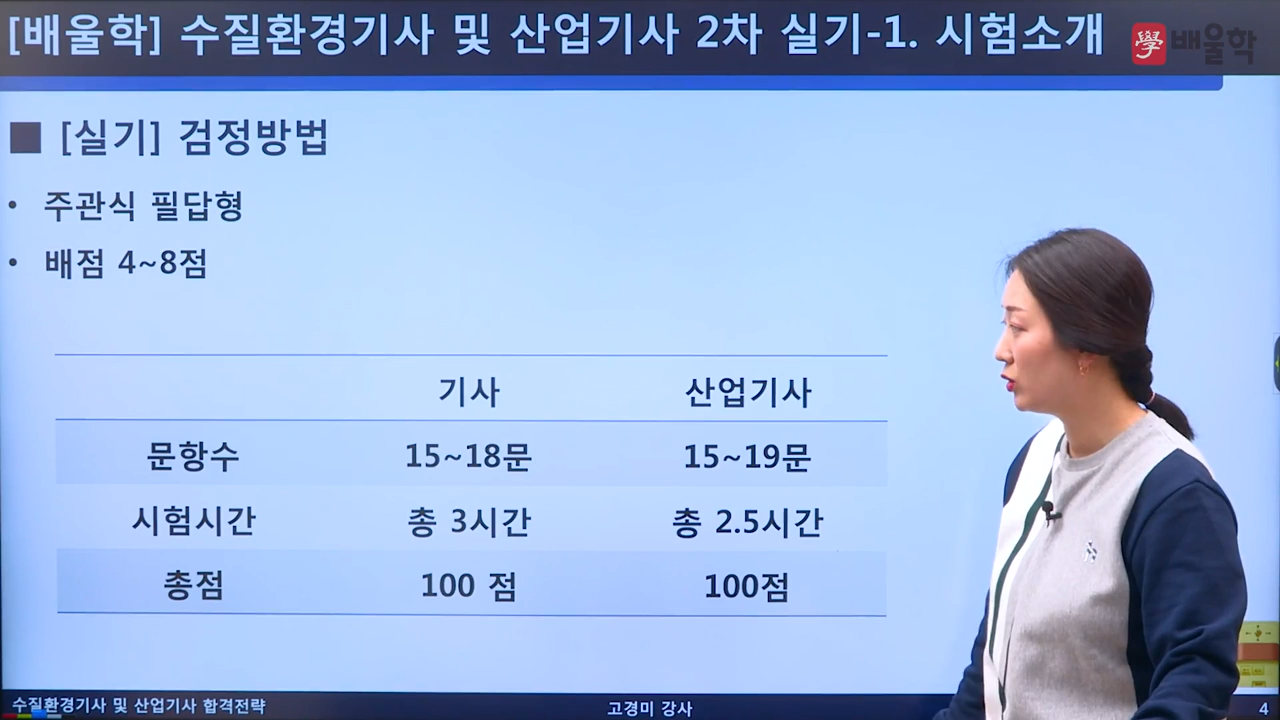 [배울학] 수질환경기사 및 산업기사 2차 실기-1. 시험소개
學 배울학
■ [실기] 검정방법
• 주관식 필답형
• 배점 4~8점
기사 산업기사
문항수 15~18문 15~19문
시험시간 총 3시간 총 2.5시간
총점 100 점 100점
수질환경기사 및 산업기사 합격전략 고경미 강사 4